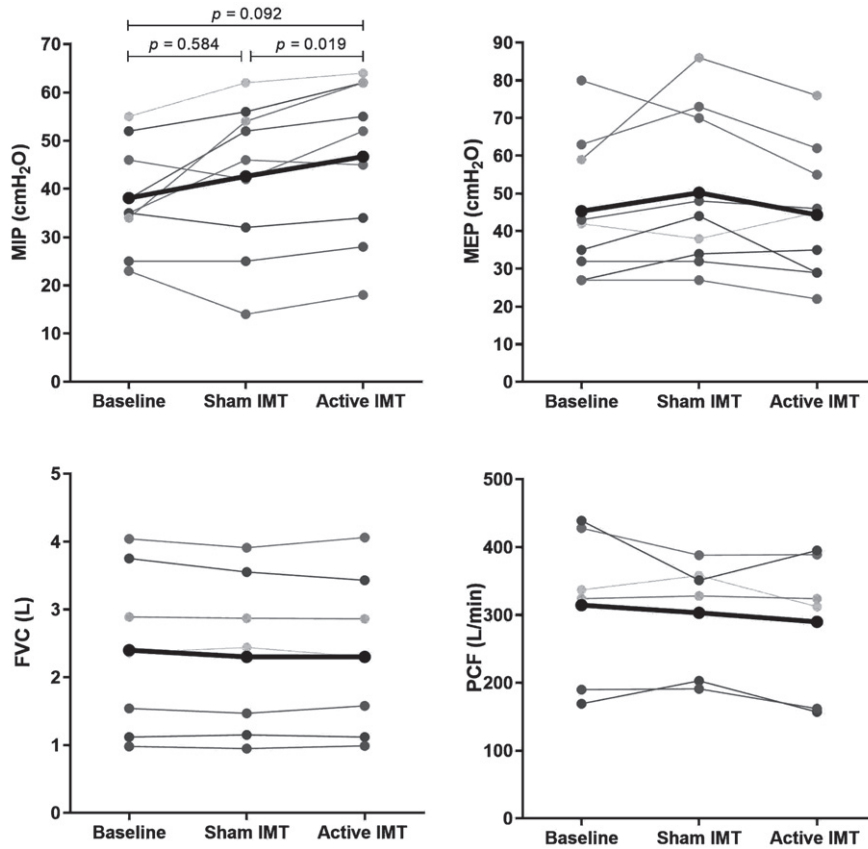 p = 0.092
p = 0.584
p = 0.019
MIP (cmH₂O)
70
60
50
40
30
20
10
0
Baseline
Sham IMT
Active IMT
MEP (cmH₂O)
90
80
70
60
50
40
30
20
10
0
Baseline
Sham IMT
Active IMT
FVC (L)
5
4
3
2
1
0
Baseline
Sham IMT
Active IMT
PCF (L/min)
500
400
300
200
100
0
Baseline
Sham IMT
Active IMT